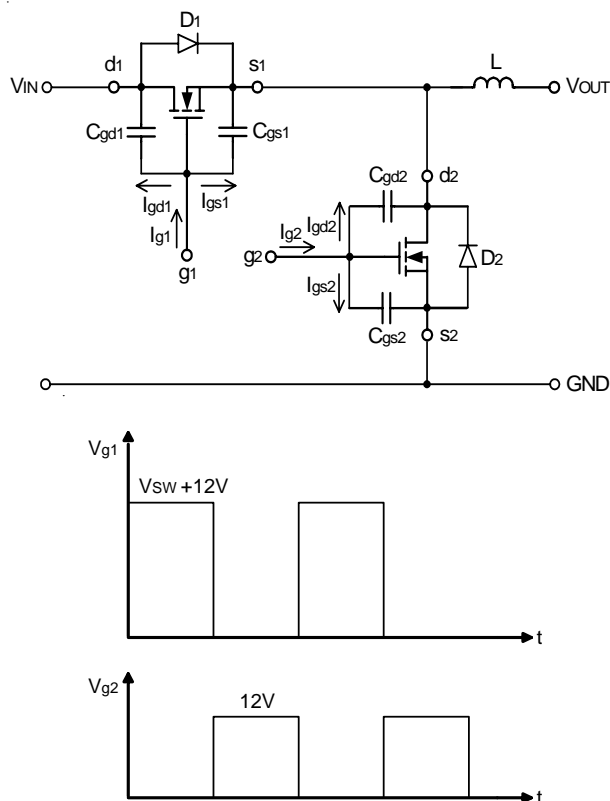 D1
d1
s1
L
VIN
VOUT
Cgd1
Cgs1
Igd1
Igs1
Ig1
g1
Cgd2
d2
Ig2
Igd2
g2
D2
Igs2
Cgs2
s2
GND
Vg1
VSW +12V
t
Vg2
12V
t